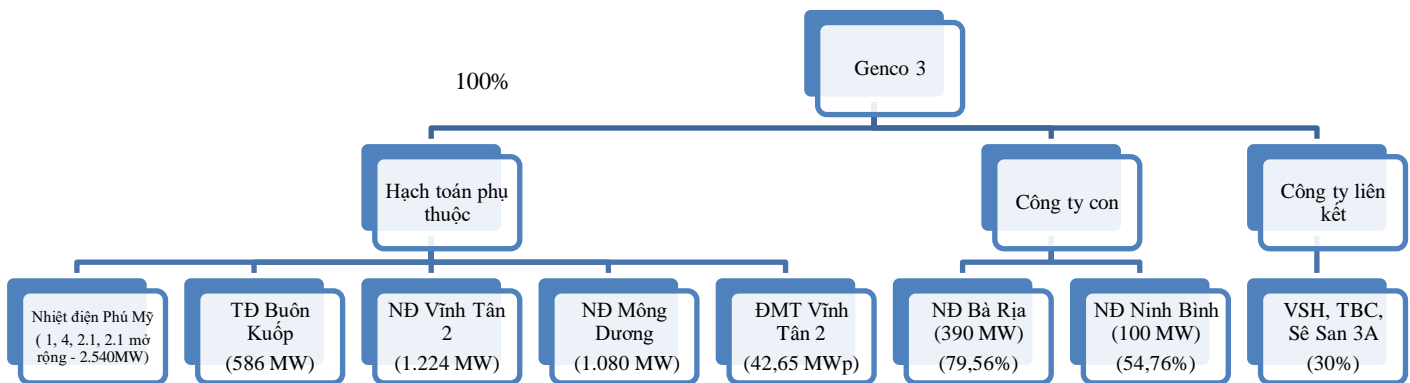 Genco 3
100%
Hạch toán phụ
thuộc
Công ty con
Công ty liên
kết
Nhiệt điện Phú Mỹ
( 1, 4, 2.1, 2.1 mở
rộng - 2.540MW)
TĐ Buôn
Kuốp
(586 MW)
NĐ Vĩnh Tân
2
(1.224 MW)
NĐ Mông
Dương
(1.080 MW)
ĐMT Vĩnh
Tân 2
(42,65 MWp)
NĐ Bà Rịa
(390 MW)
(79,56%)
NĐ Ninh Bình
(100 MW)
(54,76%)
VSH, TBC,
Sê San 3A
(30%)